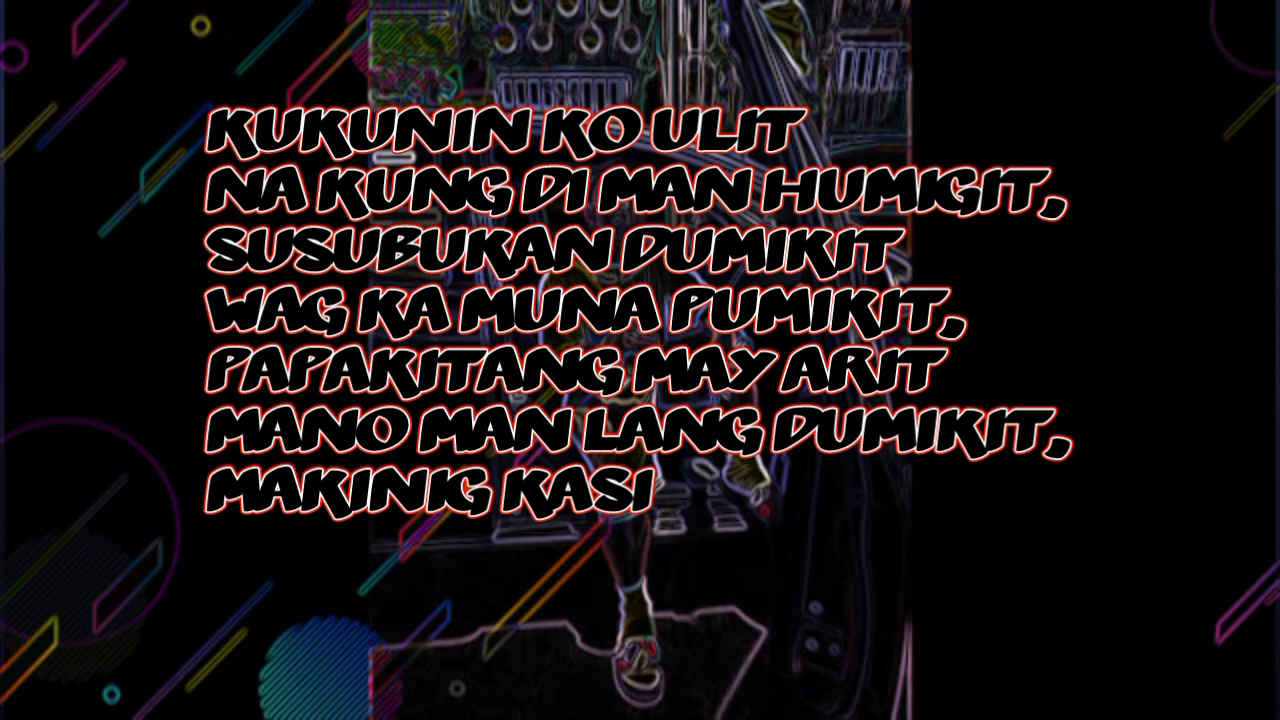 KUKUNIN KO ULIT
NA KUNG DI MAN HUMIGIT,
SUSUBUKAN DUMIKIT
WAG KA MUNA PUMIKIT,
PAPAKITANG MAY ARIT
MANO MAN LANG DUMIKIT,
MAKINIG KASI